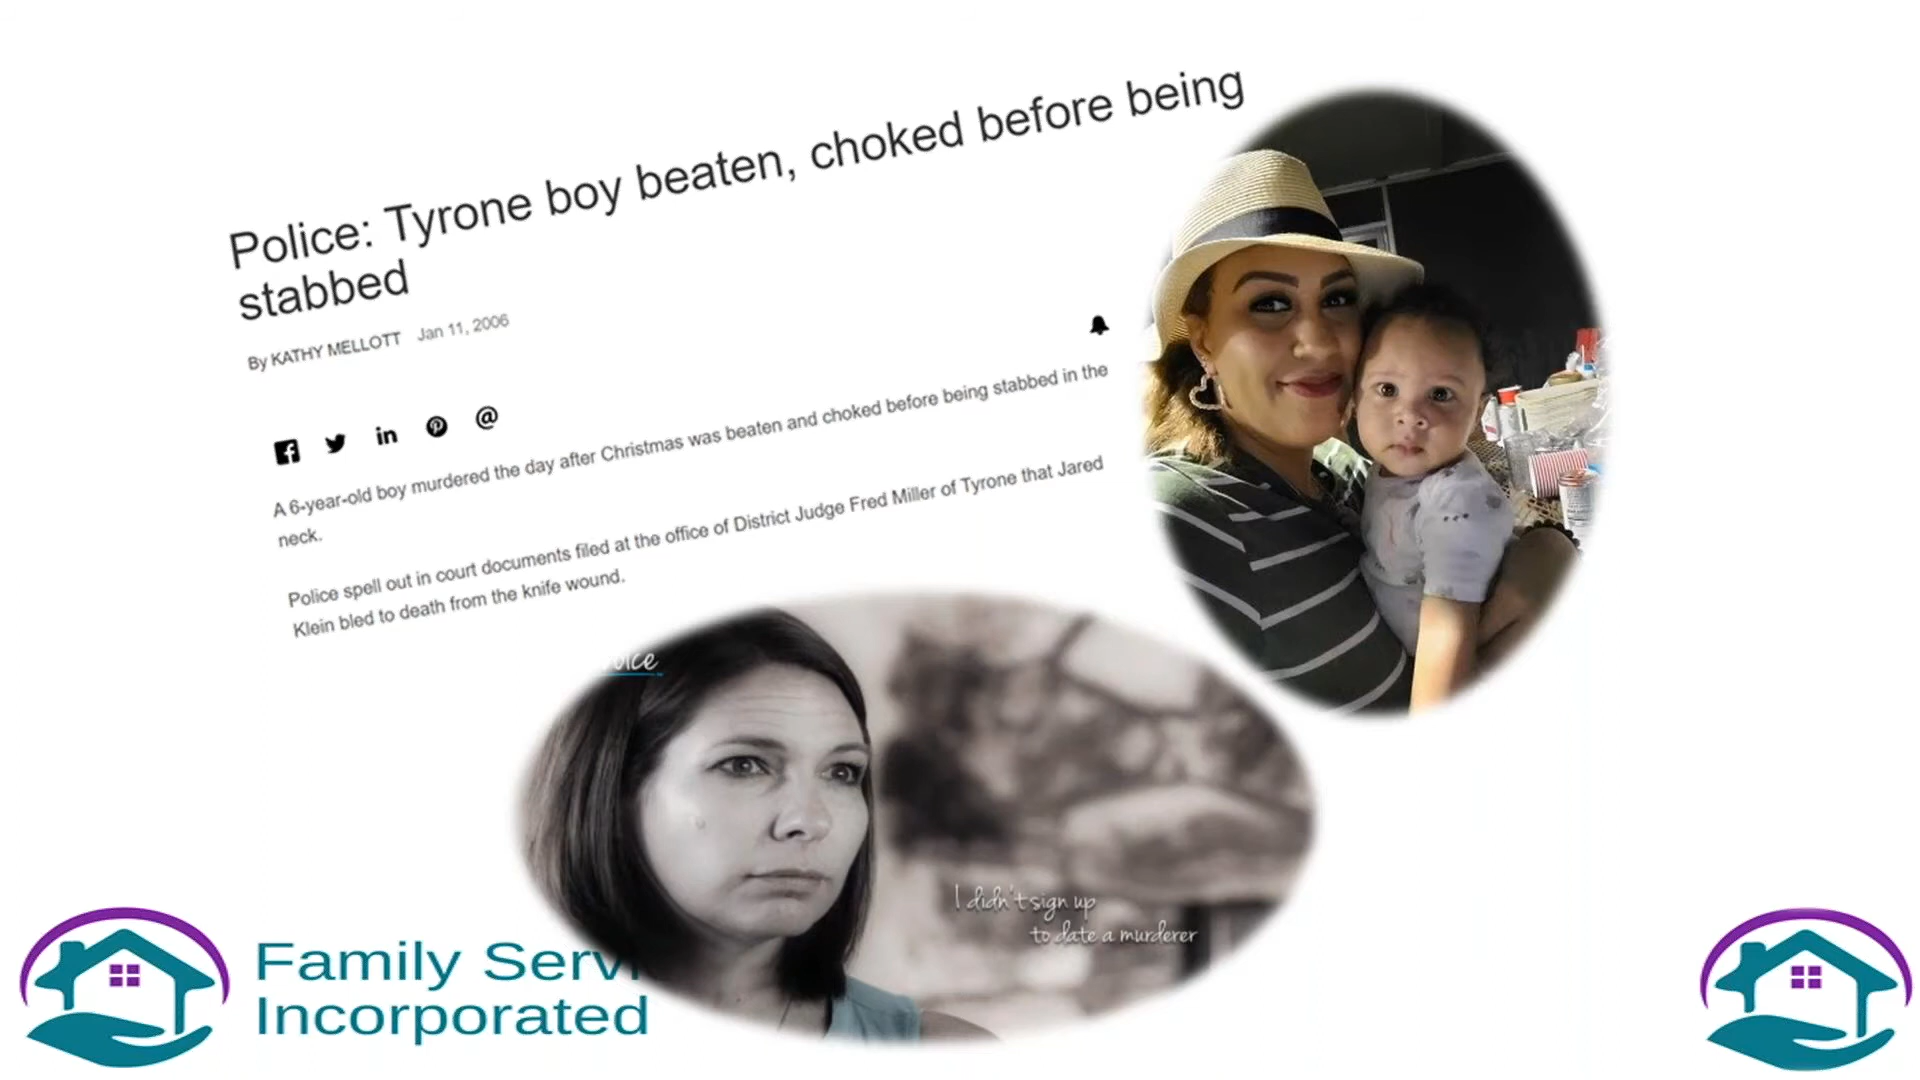 Police: Tyrone boy beaten, choked before being
stabbed
By KATHY MELLOTT Jan 11, 2006
A 6-year-old boy murdered the day after Christmas was beaten and choked before being stabbed in the
neck.
Police spell out in court documents filed at the office of District Judge Fred Miller of Tyrone that Jared
Klein bled to death from the knife wound.
I didn't sign up
to date a murderer
Family
Incorporated